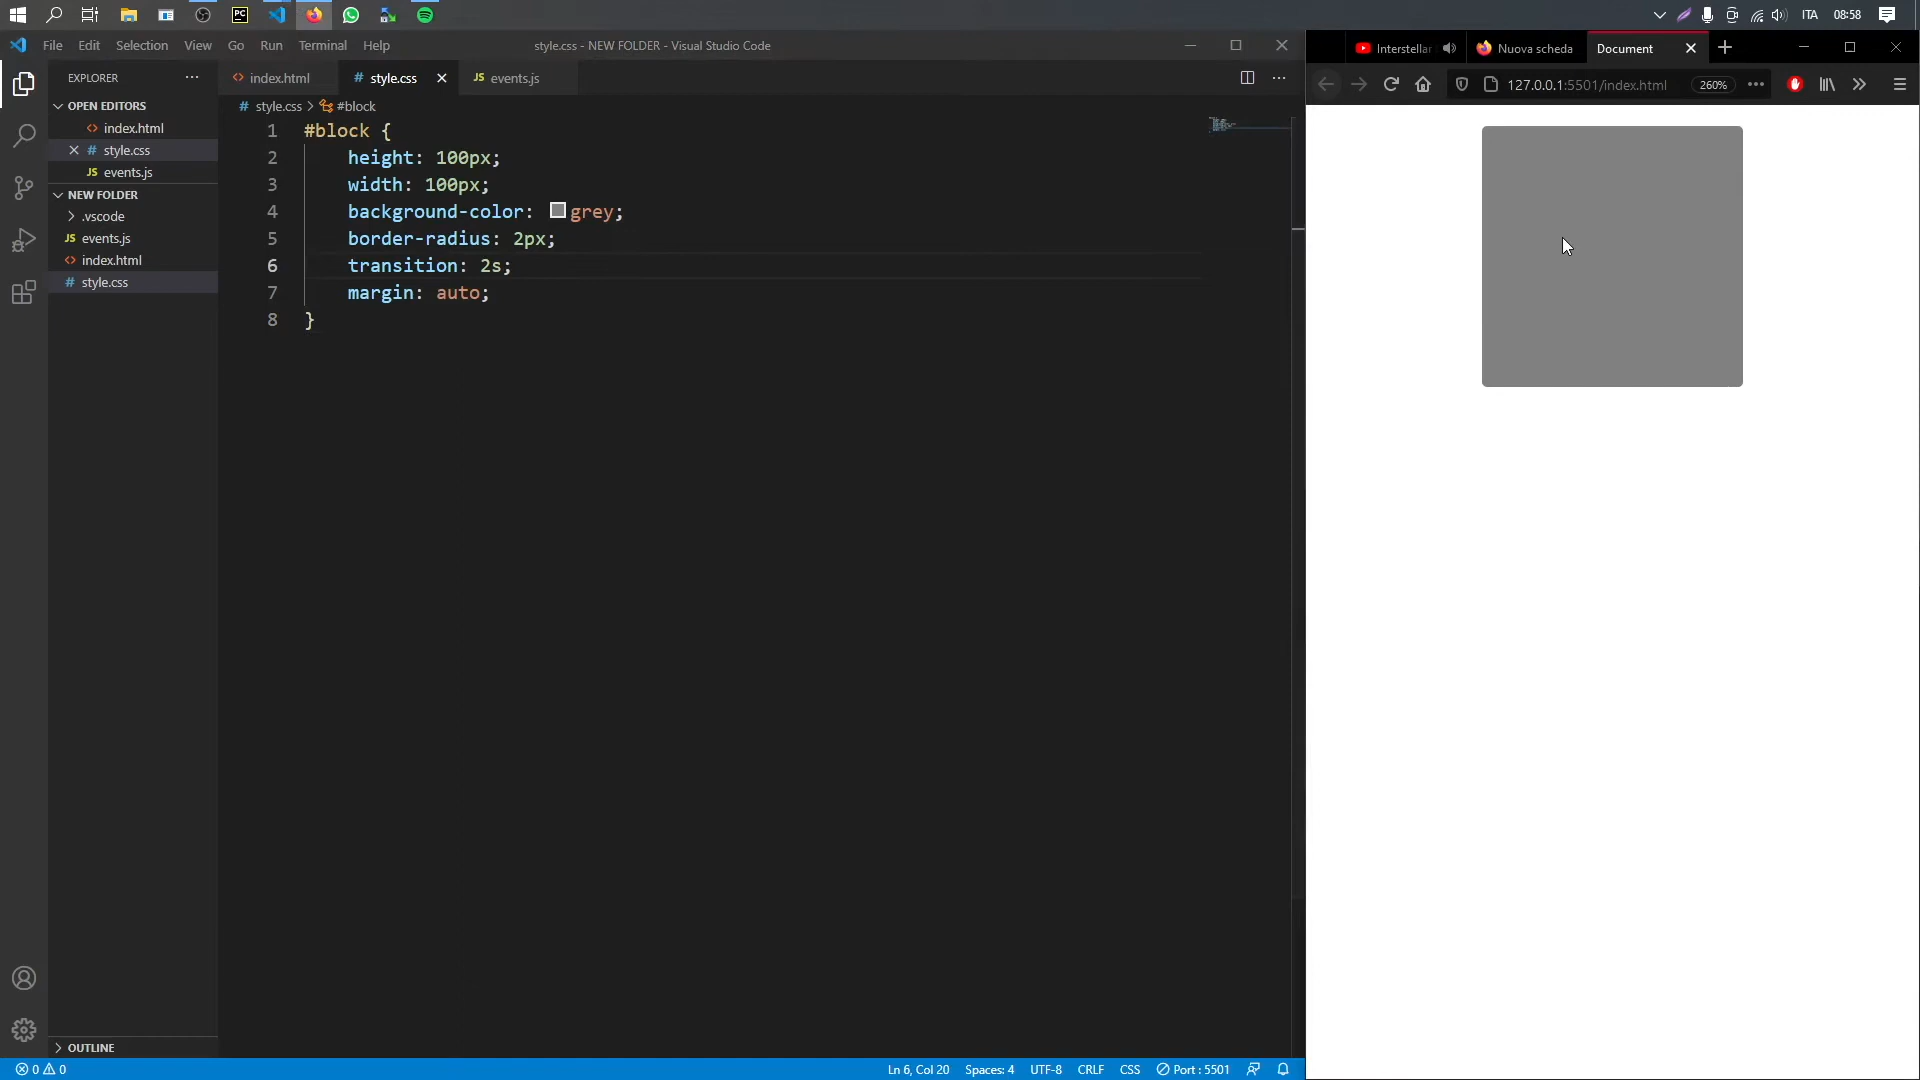 PC
ITA
08:58
File Edit Selection View Go Run Terminal Help
style.css - NEW FOLDER - Visual Studio Code
EXPLORER
OPEN EDITORS
<> index.html
# style.css
JS events.js
NEW FOLDER
> .vscode
JS events.js
<> index.html
# style.css
OUTLINE
<> index.html # style.css JS events.js
# style.css > #block
1 #block {
2 height: 100px;
3 width: 100px;
4 background-color: grey;
5 border-radius: 2px;
6 transition: 2s;
7 margin: auto;
8 }
0 0
Ln 6, Col 20 Spaces: 4 UTF-8 CRLF CSS Port : 5501
Interstellar Nuova scheda Document
127.0.0.1:5501/index.html 260%